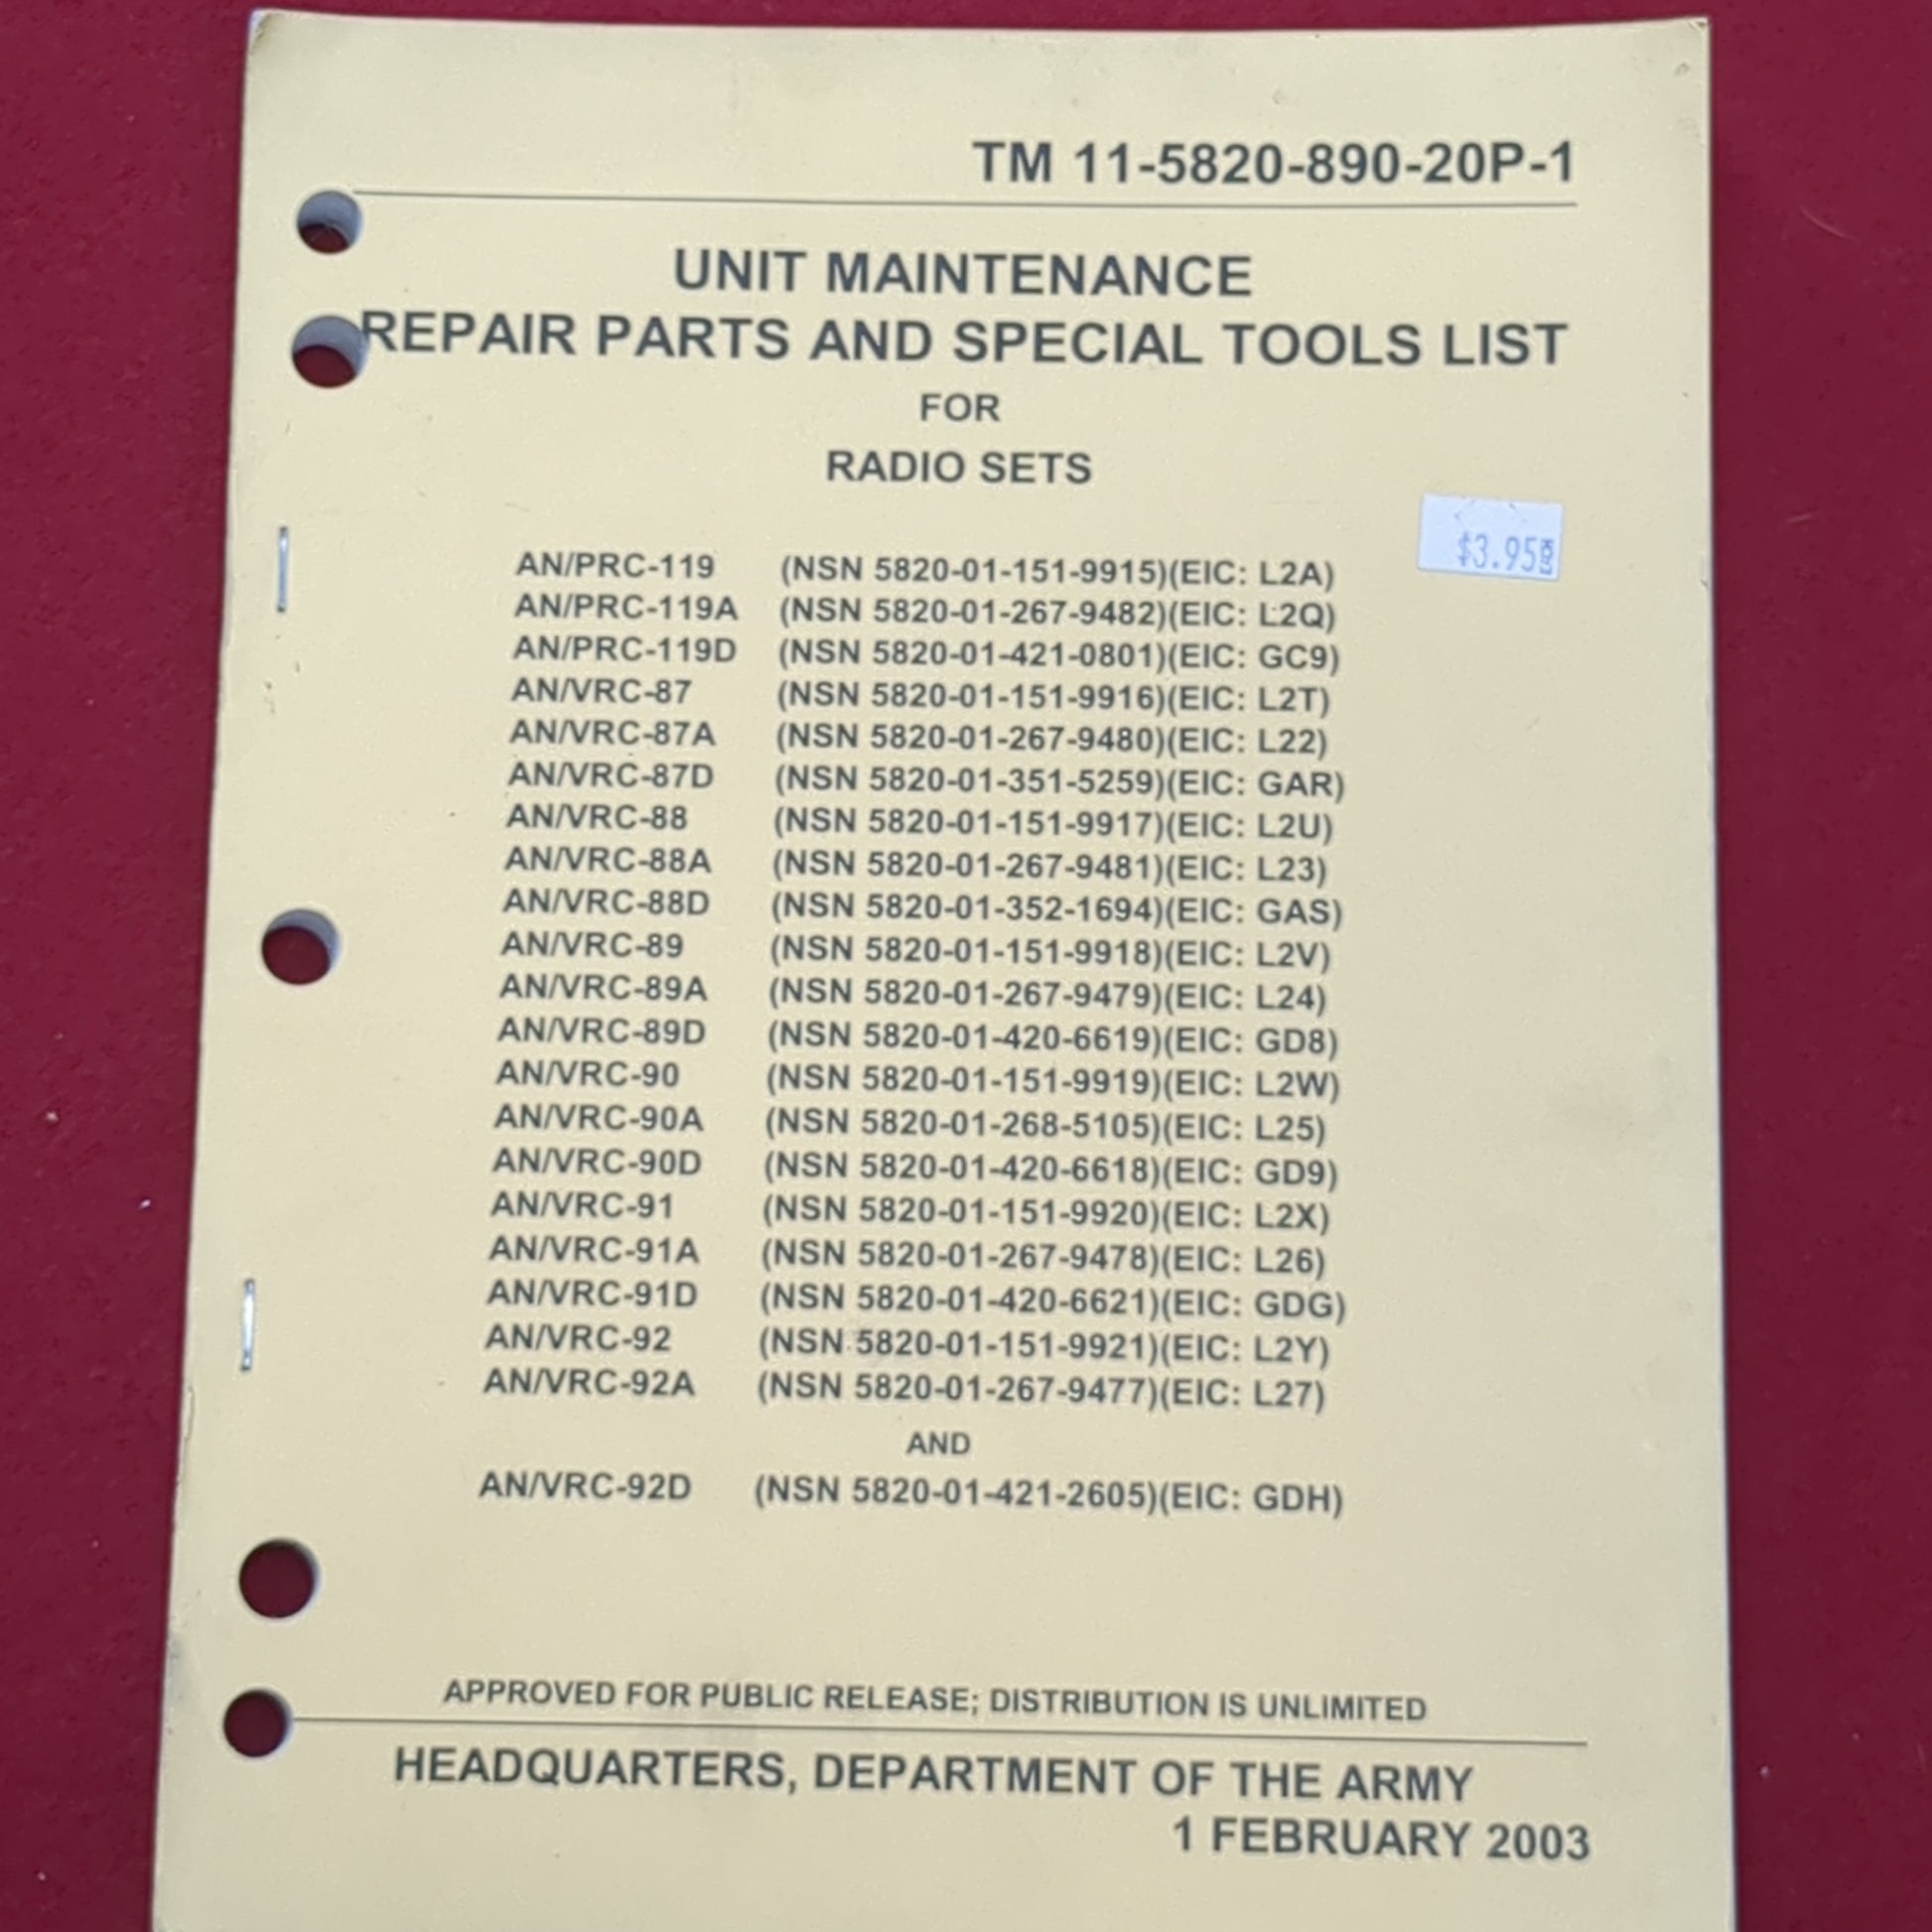 TM 11-5820-890-20P-1
UNIT MAINTENANCE
REPAIR PARTS AND SPECIAL TOOLS LIST
FOR
RADIO SETS
$3.95
AN/PRC-119 (NSN 5820-01-151-9915)(EIC: L2A)
AN/PRC-119A (NSN 5820-01-267-9482)(EIC: L2Q)
AN/PRC-119D (NSN 5820-01-421-0801)(EIC: GC9)
AN/VRC-87 (NSN 5820-01-151-9916)(EIC: L2T)
AN/VRC-87A (NSN 5820-01-267-9480)(EIC: L22)
AN/VRC-87D (NSN 5820-01-351-5259)(EIC: GAR)
AN/VRC-88 (NSN 5820-01-151-9917)(EIC: L2U)
AN/VRC-88A (NSN 5820-01-267-9481)(EIC: L23)
AN/VRC-88D (NSN 5820-01-352-1694)(EIC: GAS)
AN/VRC-89 (NSN 5820-01-151-9918)(EIC: L2V)
AN/VRC-89A (NSN 5820-01-267-9479)(EIC: L24)
AN/VRC-89D (NSN 5820-01-420-6619)(EIC: GD8)
AN/VRC-90 (NSN 5820-01-151-9919)(EIC: L2W)
AN/VRC-90A (NSN 5820-01-268-5105)(EIC: L25)
AN/VRC-90D (NSN 5820-01-420-6618)(EIC: GD9)
AN/VRC-91 (NSN 5820-01-151-9920)(EIC: L2X)
AN/VRC-91A (NSN 5820-01-267-9478)(EIC: L26)
AN/VRC-91D (NSN 5820-01-420-6621)(EIC: GDG)
AN/VRC-92 (NSN 5820-01-151-9921)(EIC: L2Y)
AN/VRC-92A (NSN 5820-01-267-9477)(EIC: L27)
AND
AN/VRC-92D (NSN 5820-01-421-2605)(EIC: GDH)
APPROVED FOR PUBLIC RELEASE; DISTRIBUTION IS UNLIMITED
HEADQUARTERS, DEPARTMENT OF THE ARMY
1 FEBRUARY 2003